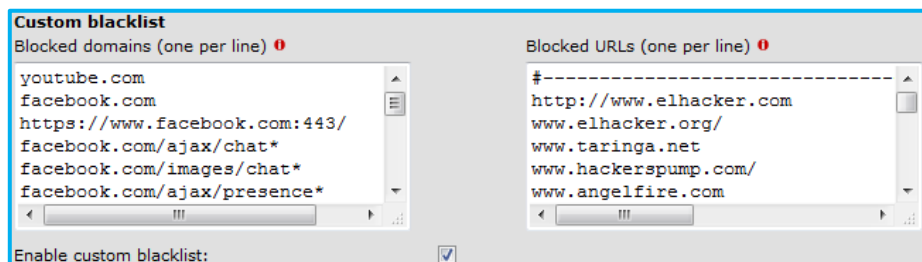 Custom blacklist
Blocked domains (one per line)
Blocked URLs (one per line)
youtube.com
facebook.com
https://www.facebook.com:443/
facebook.com/ajax/chat*
facebook.com/images/chat*
facebook.com/ajax/presence*
#-------------------------------
http://www.elhacker.com
www.elhacker.org/
www.taringa.net
www.hackerspump.com/
www.angelfire.com
Enable custom blacklist: